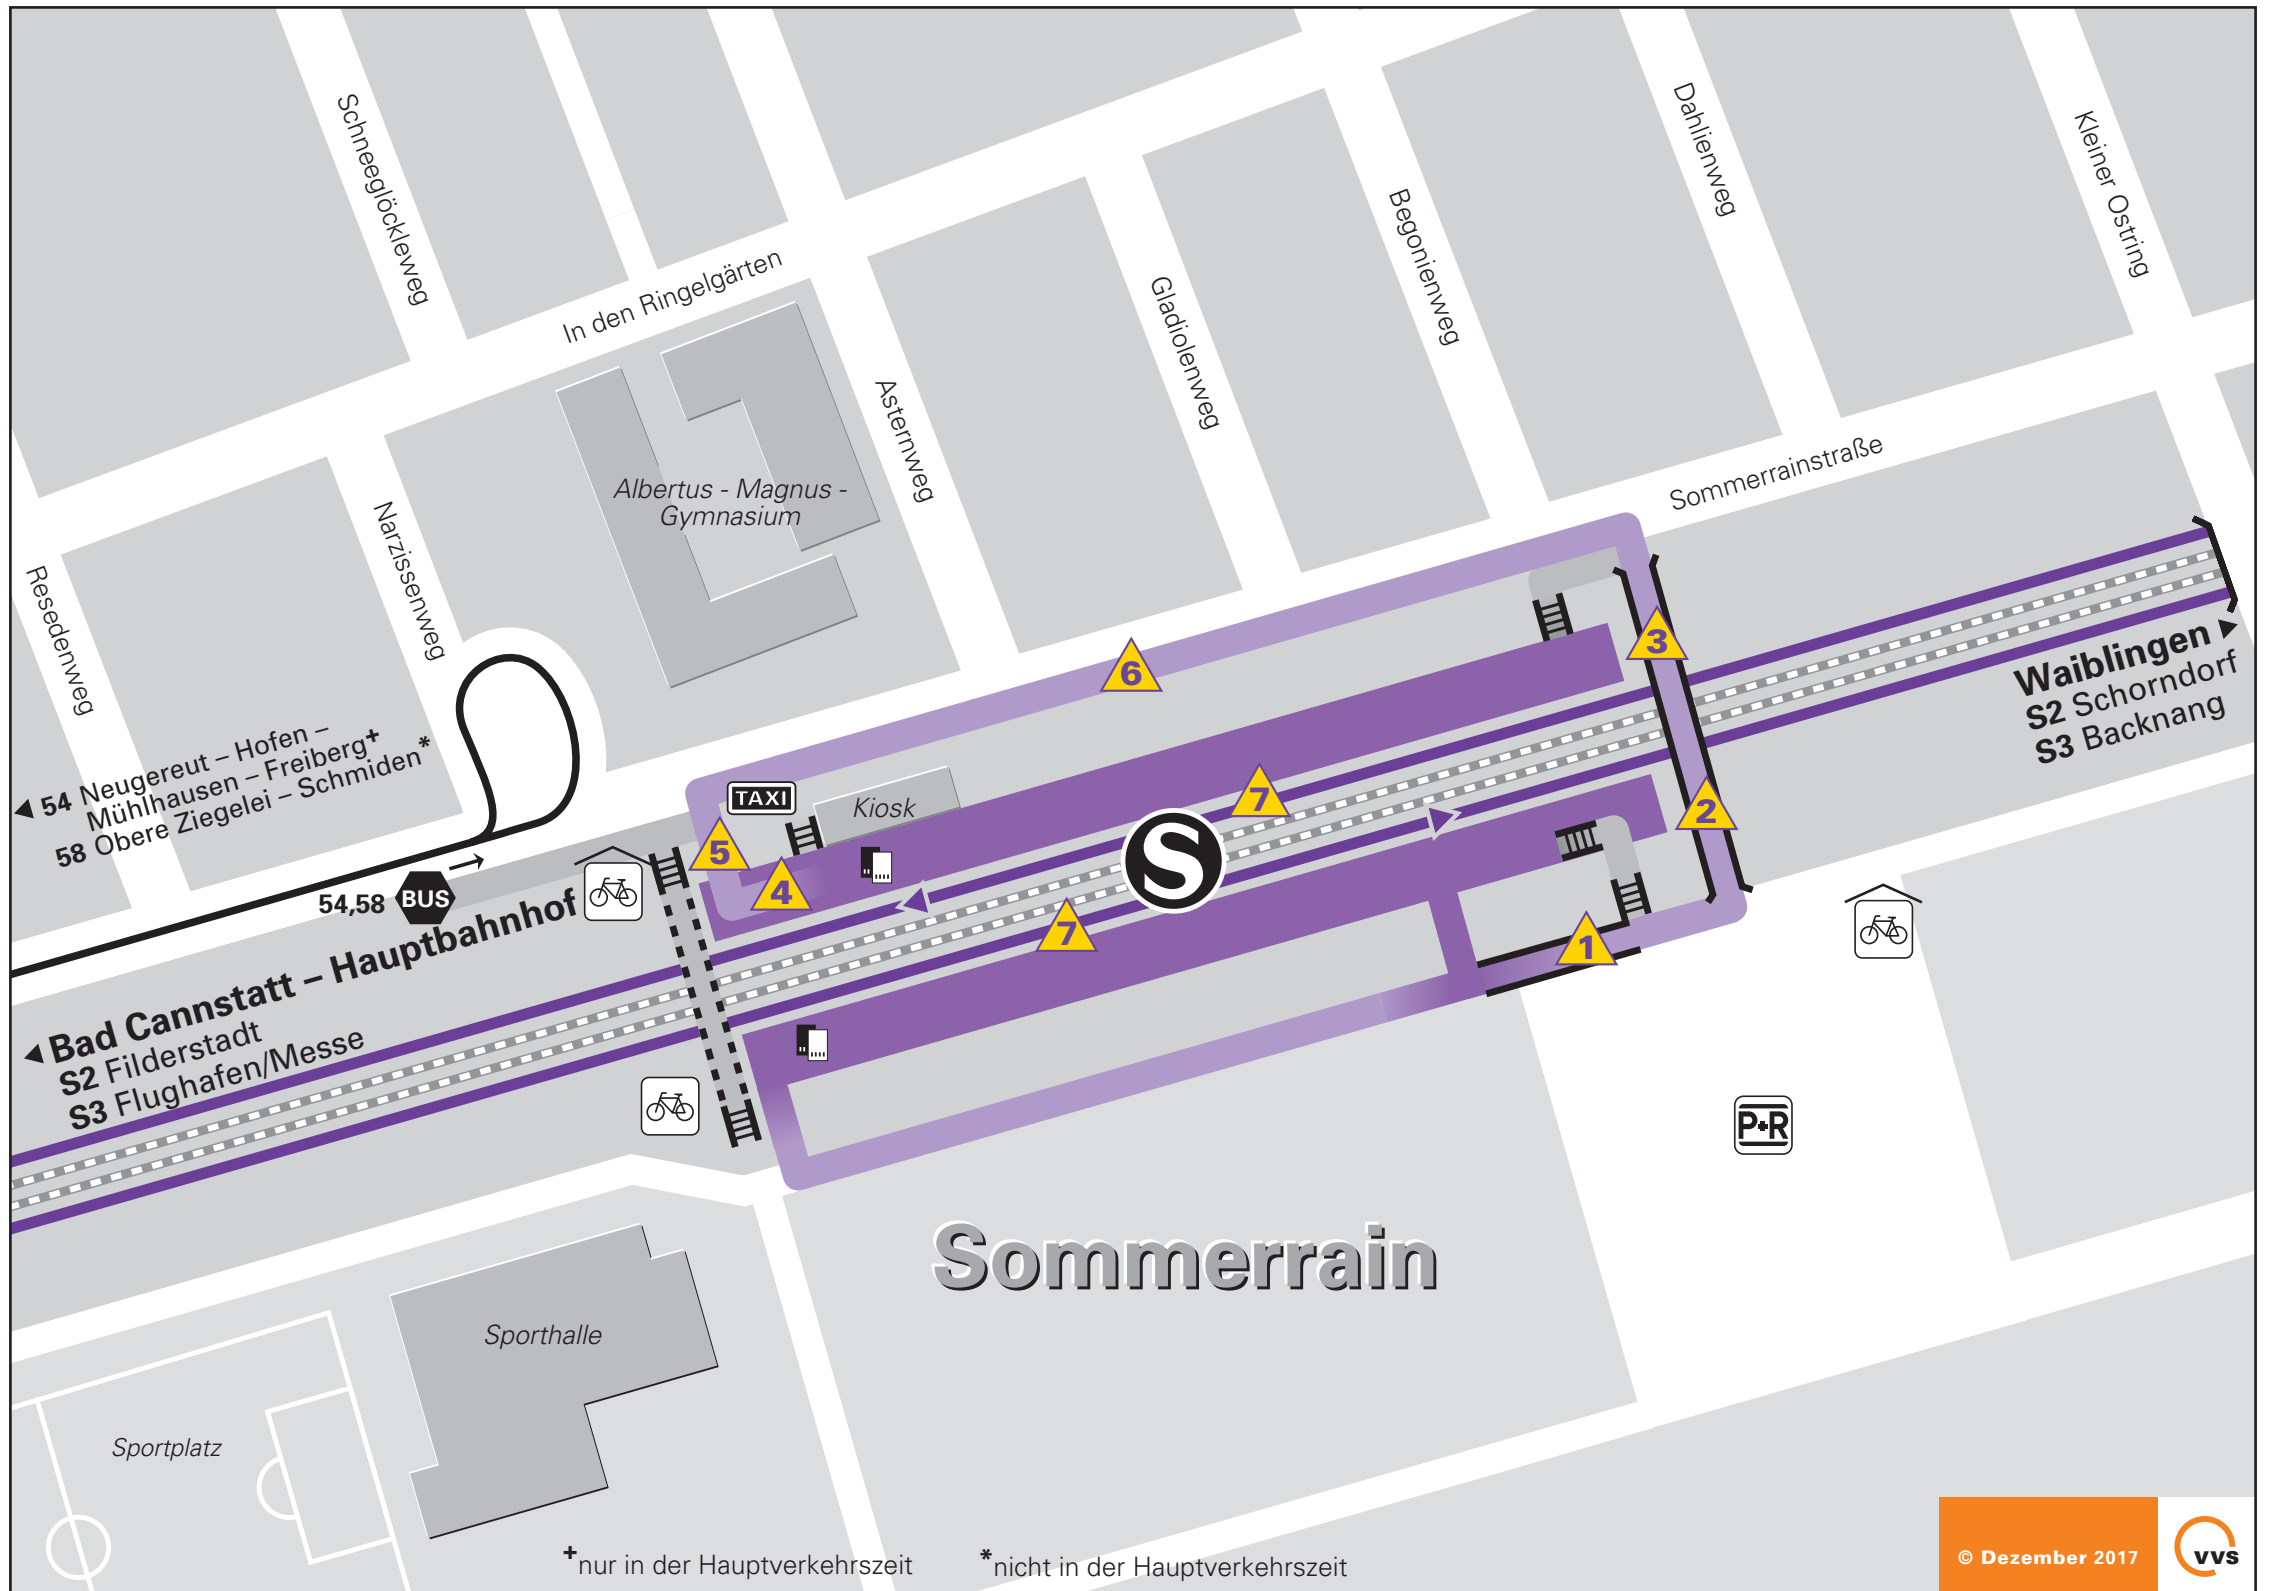 Schneeglöckleweg
In den Ringelgärten
Dahlienweg
Kleiner Ostring
Begonienweg
Gladiolenweg
Asternweg
Albertus - Magnus -
Gymnasium
Sommerrainstraße
Narzissenweg
Resedenweg
54 Neugereut – Hofen –
Mühlhausen – Freiberg+
58 Obere Ziegelei – Schmiden*
54,58 BUS
TAXI
Kiosk
3
6
7
2
5
4
7
1
S
Waiblingen
S2 Schorndorf
S3 Backnang
Bad Cannstatt – Hauptbahnhof
S2 Filderstadt
S3 Flughafen/Messe
P+R
Sommerrain
Sporthalle
Sportplatz
+nur in der Hauptverkehrszeit
*nicht in der Hauptverkehrszeit
© Dezember 2017
vvs